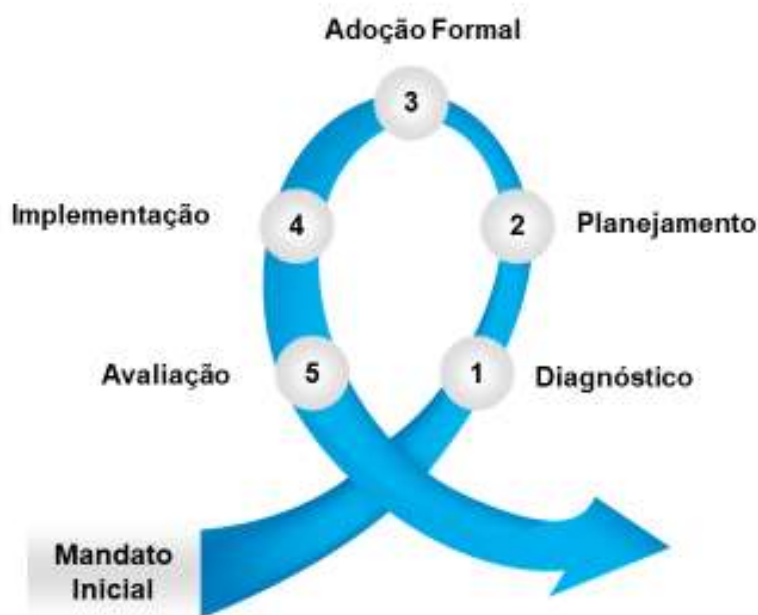 Adoção Formal
3
Implementação
4
2
Planejamento
Avaliação
5
1
Diagnóstico
Mandato
Inicial